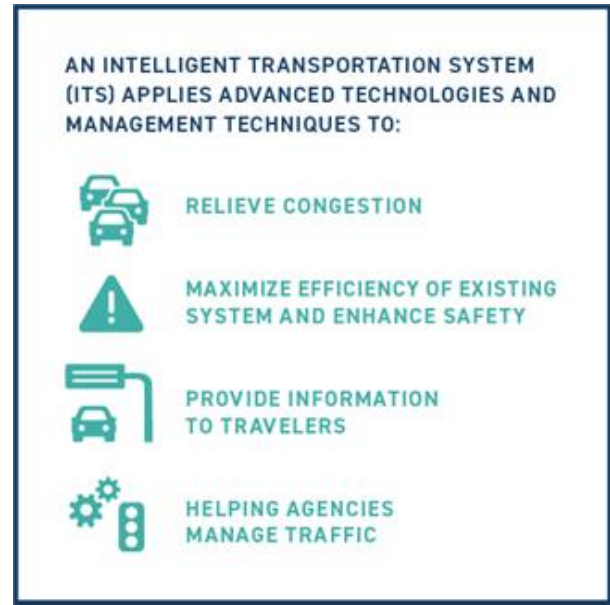 AN INTELLIGENT TRANSPORTATION SYSTEM
(ITS) APPLIES ADVANCED TECHNOLOGIES AND
MANAGEMENT TECHNIQUES TO:
RELIEVE CONGESTION
MAXIMIZE EFFICIENCY OF EXISTING
SYSTEM AND ENHANCE SAFETY
PROVIDE INFORMATION
TO TRAVELERS
HELPING AGENCIES
MANAGE TRAFFIC